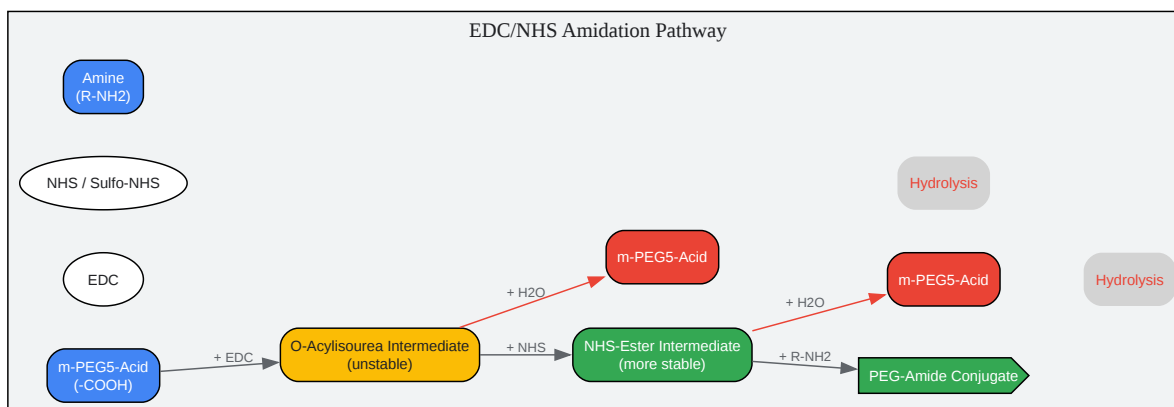 EDC/NHS Amidation Pathway
Amine
(R-NH2)
NHS / Sulfo-NHS
Hydrolysis
m-PEG5-Acid
EDC
m-PEG5-Acid
Hydrolysis
+ H2O
+ H2O
m-PEG5-Acid
(-COOH)
+ EDC
O-Acylisourea Intermediate
(unstable)
+ NHS
NHS-Ester Intermediate
(more stable)
+ R-NH2
PEG-Amide Conjugate